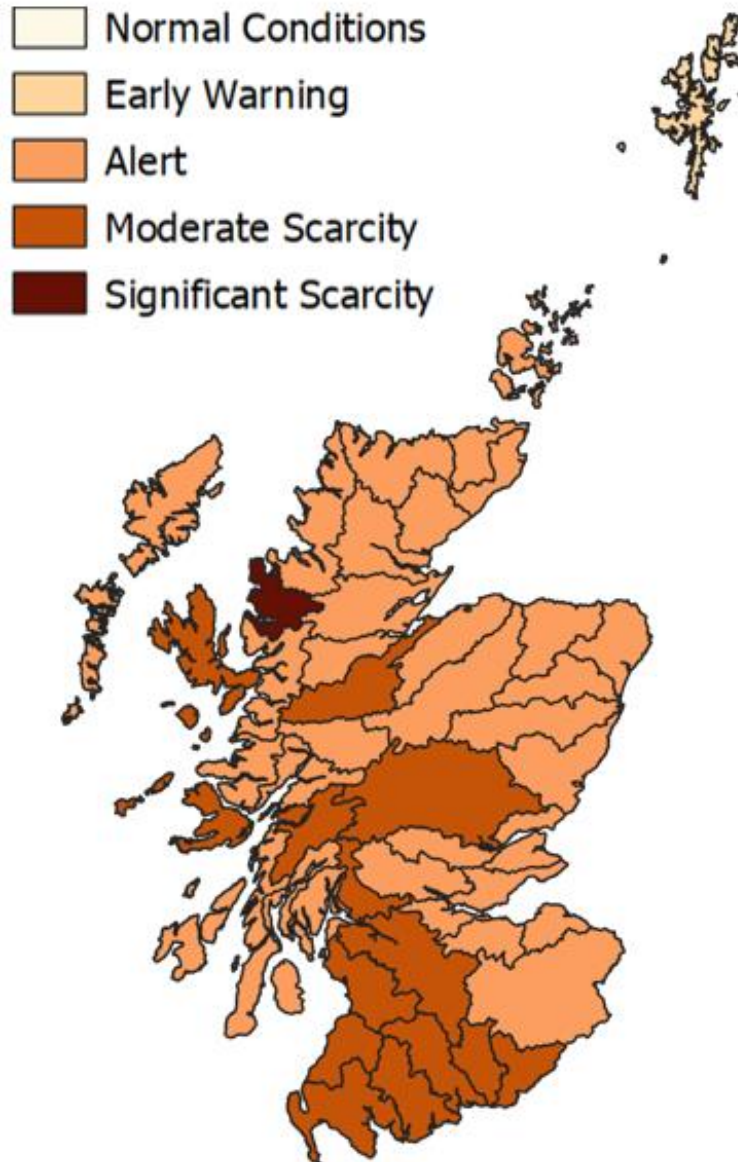 Normal Conditions
Early Warning
Alert
Moderate Scarcity
Significant Scarcity